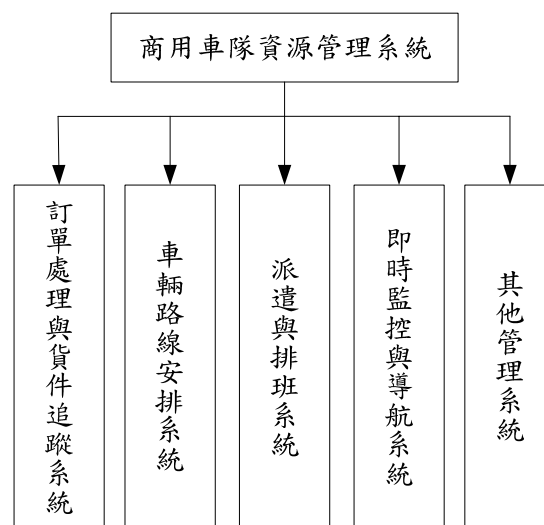 商用車隊資源管理系統
訂單處理與貨件追蹤系統
車輛路線安排系統
派遣與排班系統
即時監控與導航系統
其他管理系統